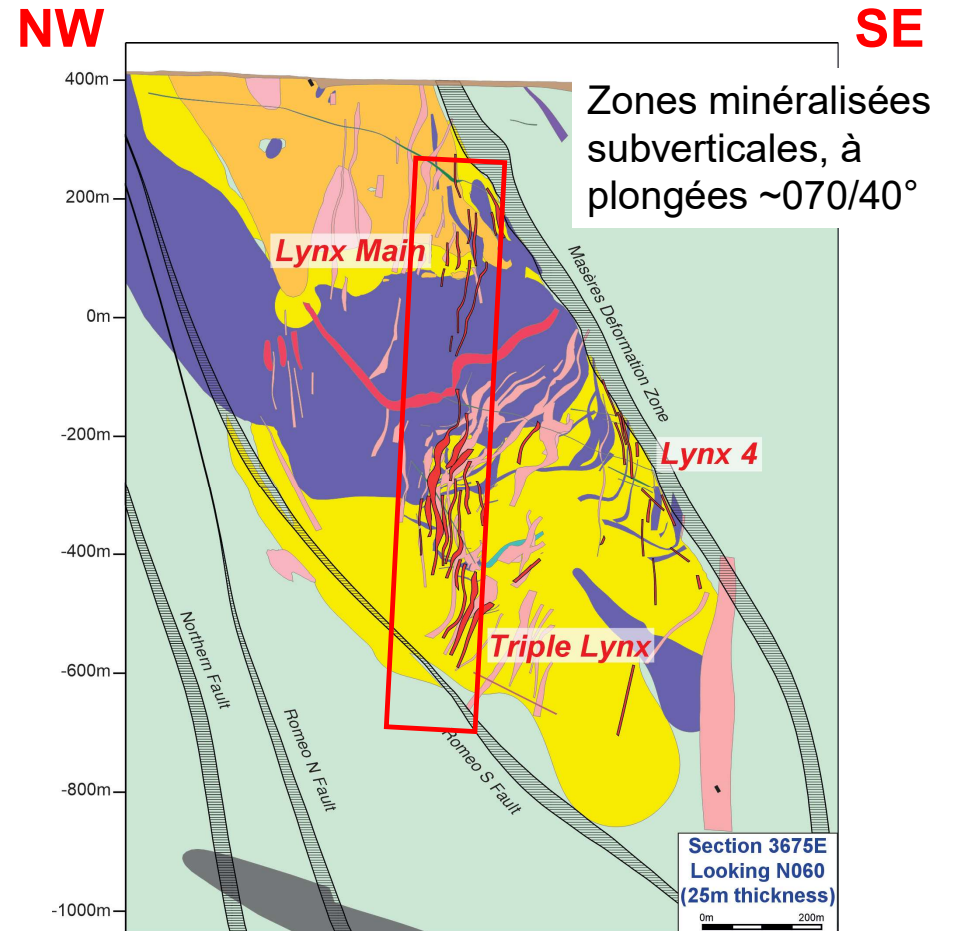 NW
SE
400m
Zones minéralisées
subverticales, à
plongées ~070/40°
200m
Lynx Main
Masères Deformation Zone
0m
-200m
Lynx 4
-400m
Northern Fault
Triple Lynx
-600m
Romeo N Fault
Romeo S Fault
-800m
Section 3675E
Looking N060
(25m thickness)
-1000m
0m 200m